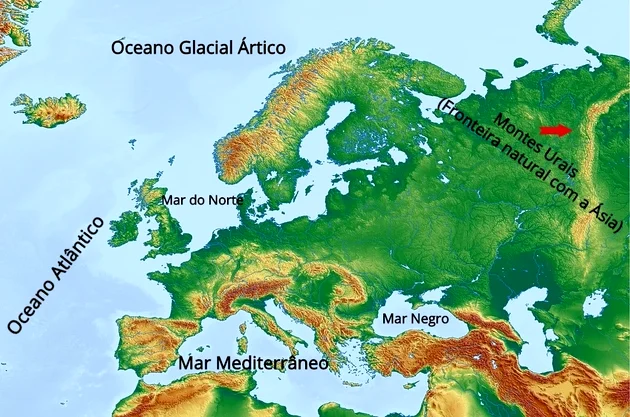 Oceano Glacial Ártico
Montes Urais
(Fronteira natural com a Ásia)
Mar do Norte
Oceano Atlântico
Mar Negro
Mar Mediterrâneo